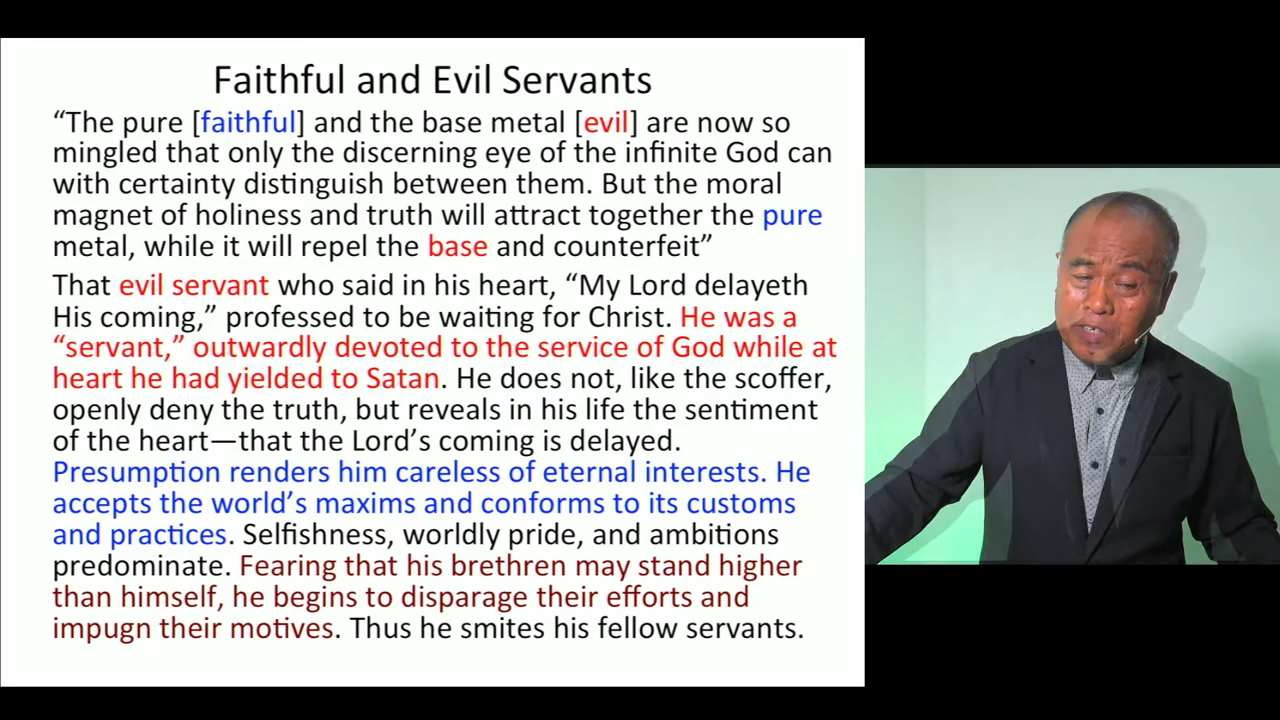 Faithful and Evil Servants
“The pure [faithful] and the base metal [evil] are now so
mingled that only the discerning eye of the infinite God can
with certainty distinguish between them. But the moral
magnet of holiness and truth will attract together the pure
metal, while it will repel the base and counterfeit”
That evil servant who said in his heart, “My Lord delayeth
His coming,” professed to be waiting for Christ. He was a
“servant,” outwardly devoted to the service of God while at
heart he had yielded to Satan. He does not, like the scoffer,
openly deny the truth, but reveals in his life the sentiment
of the heart—that the Lord’s coming is delayed.
Presumption renders him careless of eternal interests. He
accepts the world’s maxims and conforms to its customs
and practices. Selfishness, worldly pride, and ambitions
predominate. Fearing that his brethren may stand higher
than himself, he begins to disparage their efforts and
impugn their motives. Thus he smites his fellow servants.